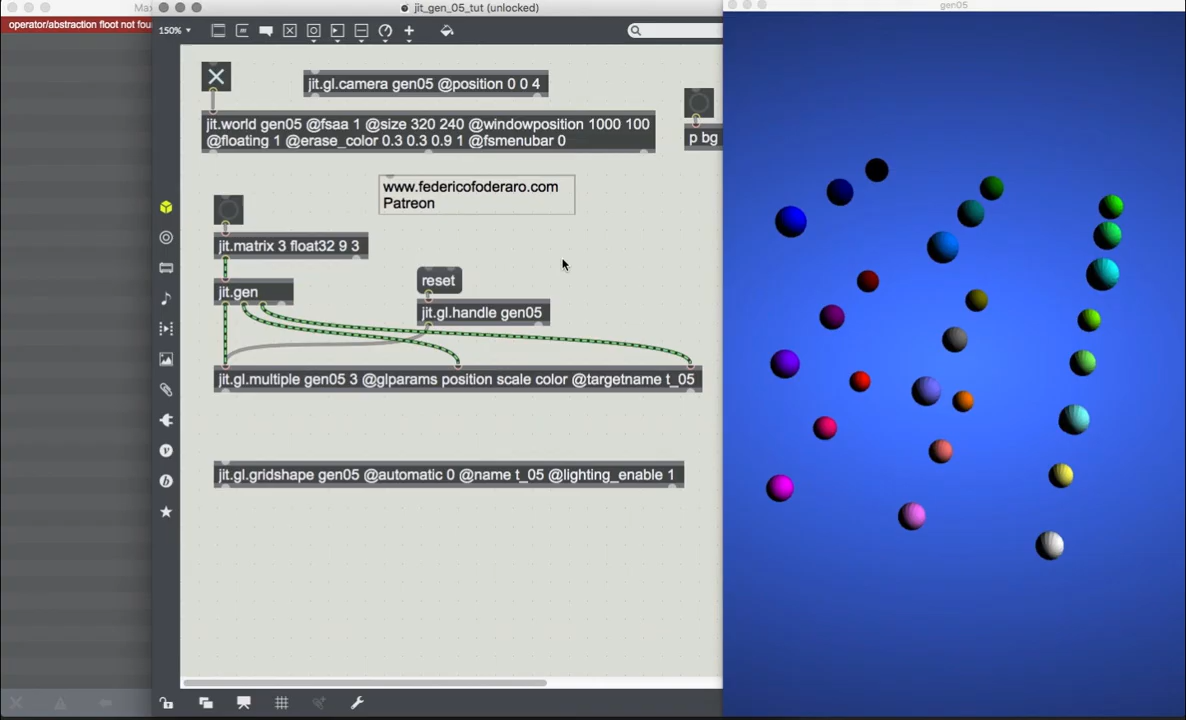 Max
jit_gen_05_tut (unlocked)
gen05
operator/abstraction floot not fou
150%
jit.gl.camera gen05 @position 0 0 4
jit.world gen05 @fsaa 1 @size 320 240 @windowposition 1000 100
@floating 1 @erase_color 0.3 0.3 0.9 1 @fsmenubar 0
p bg
www.federicofoderaro.com
Patreon
jit.matrix 3 float32 9 3
reset
jit.gen
jit.gl.handle gen05
jit.gl.multiple gen05 3 @glparams position scale color @targetname t_05
jit.gl.gridshape gen05 @automatic 0 @name t_05 @lighting_enable 1